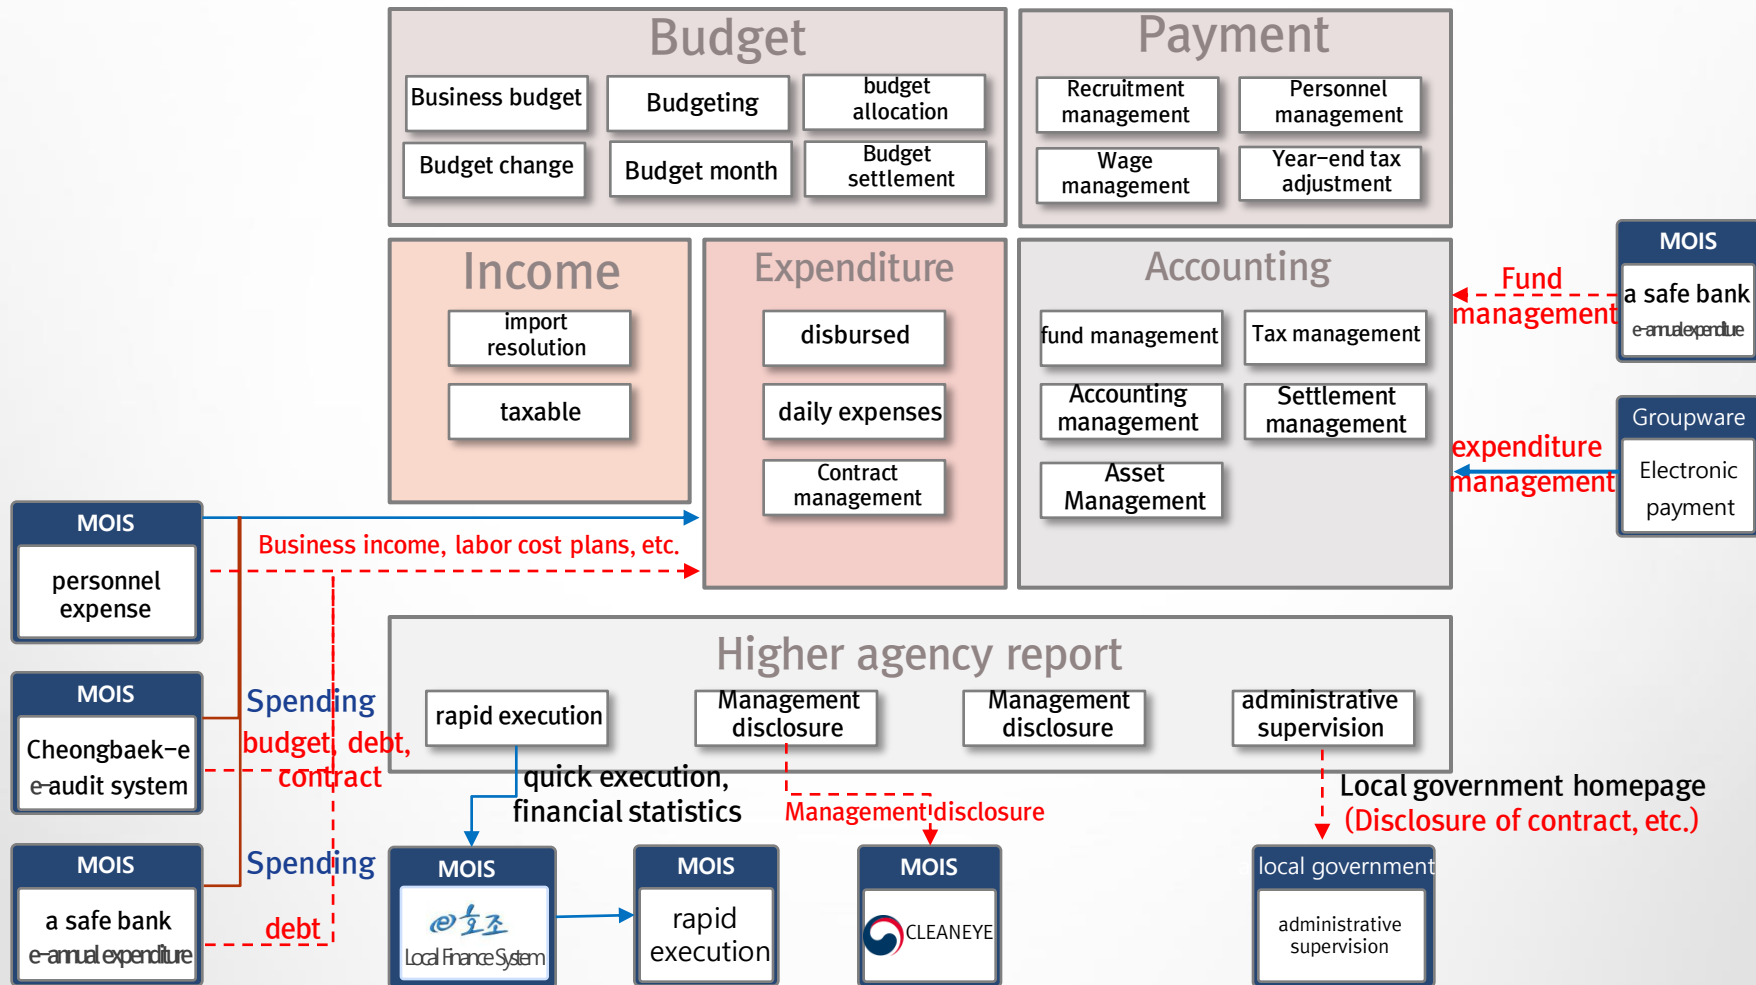 Budget
Business budget
Budgeting
budget
allocation
Budget change
Budget month
Budget
settlement
Payment
Recruitment
management
Personnel
management
Wage
management
Year-end tax
adjustment
Income
import
resolution
taxable
Expenditure
disbursed
daily expenses
Contract
management
Accounting
fund management
Tax management
Accounting
management
Settlement
management
Asset
Management
Fund
management
MOIS
a safe bank
e-annual expenditure
expenditure
management
Groupware
Electronic
payment
MOIS
personnel
expense
Business income, labor cost plans, etc.
MOIS
Cheongbaek-e
e-audit system
Spending
budget, debt,
contract
MOIS
a safe bank
e-annual expenditure
Spending
debt
Higher agency report
rapid execution
Management
disclosure
Management
disclosure
administrative
supervision
quick execution,
financial statistics
Management disclosure
Local government homepage
(Disclosure of contract, etc.)
MOIS
e호조
Local Finance System
MOIS
rapid
execution
MOIS
CLEANEYE
a local government
administrative
supervision